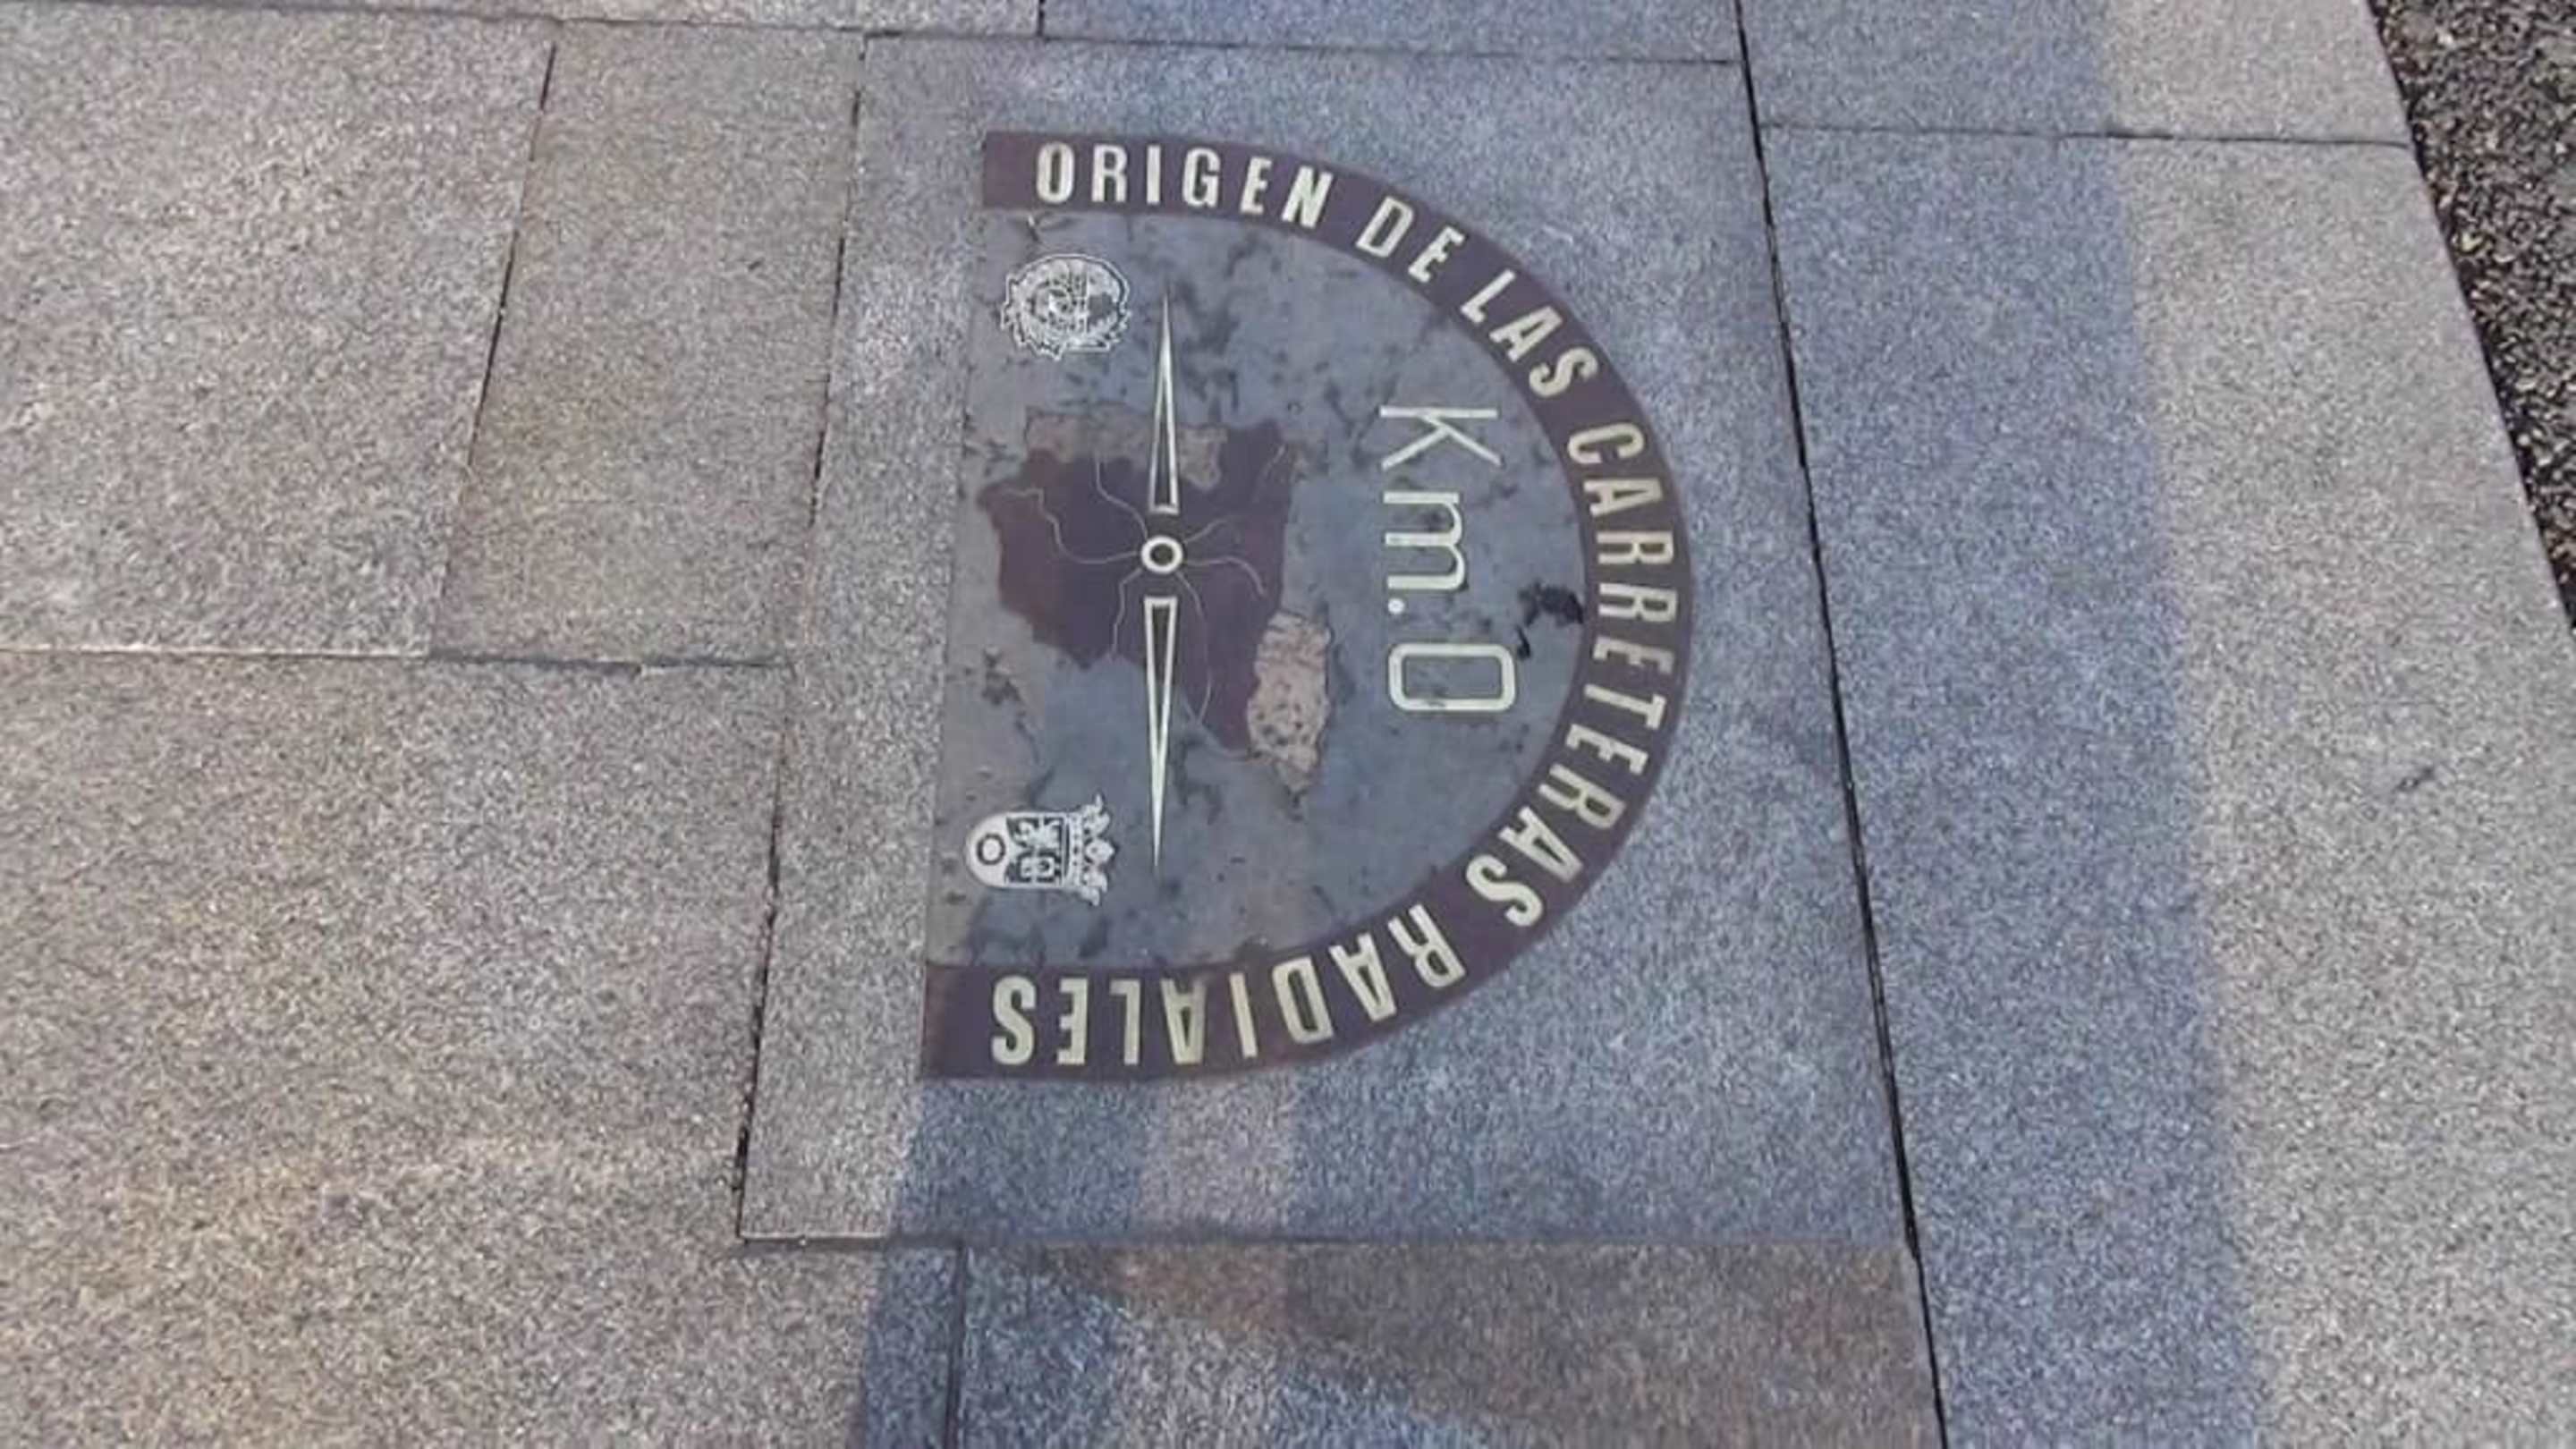 ORIGEN DE LAS CARRETERAS RADIALES
Km.0